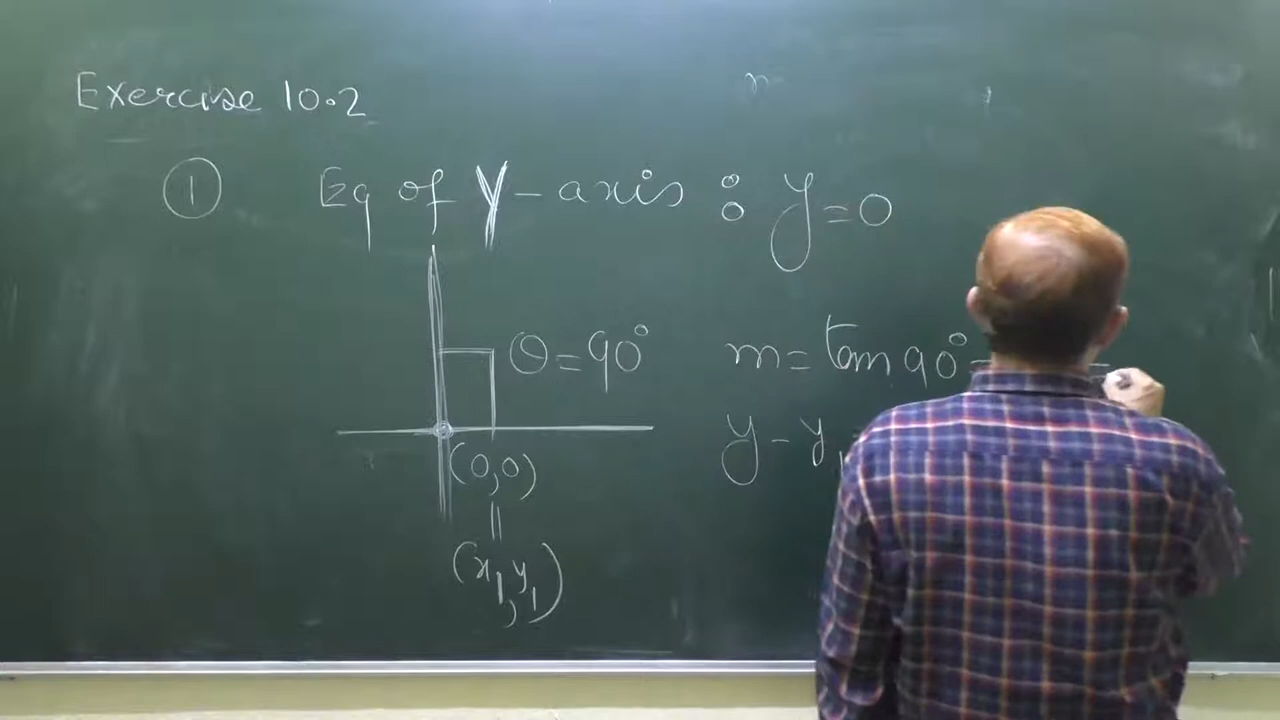 Exercise 10.2
① Eq of Y-axis : y=0
θ=90° m=tan 90°=
y-y₁
(0,0)
=
(x₁,y₁)